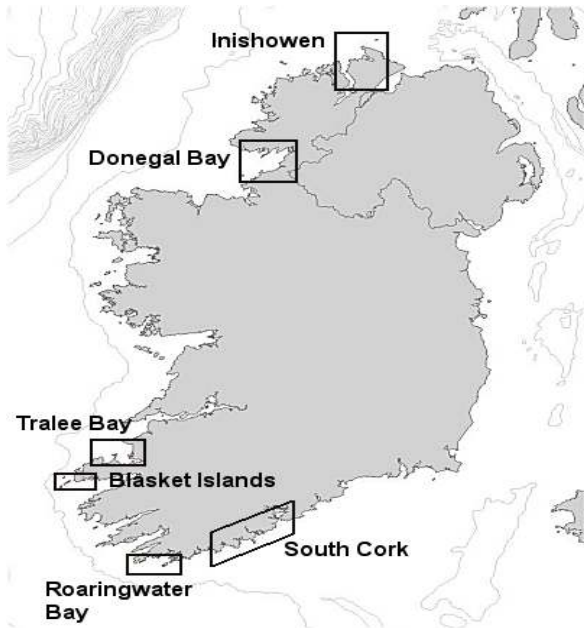 Inishowen
Donegal Bay
Tralee Bay
Blasket Islands
South Cork
Roaringwater
Bay